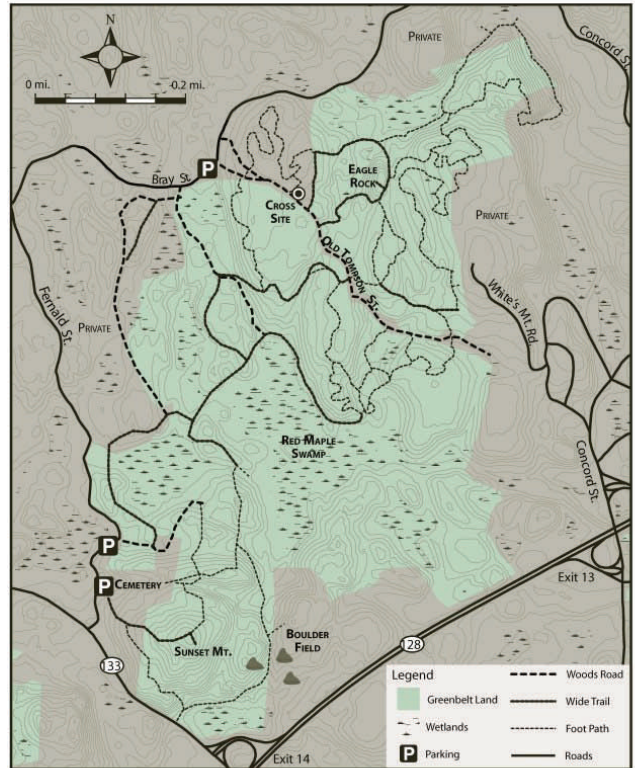 N
0 mi.
0.2 mi.
PRIVATE
Concord St.
P
Bray St.
EAGLE
ROCK
CROSS
SITE
PRIVATE
OLD TOMPSON ST.
White's Mt. Rd.
Fernald St.
PRIVATE
RED MAPLE
SWAMP
Concord St.
P
P
CEMETERY
Exit 13
SUNSET MT.
BOULDER
FIELD
133
128
Exit 14
Legend
Greenbelt Land
Wetlands
P Parking
Woods Road
Wide Trail
Foot Path
Roads